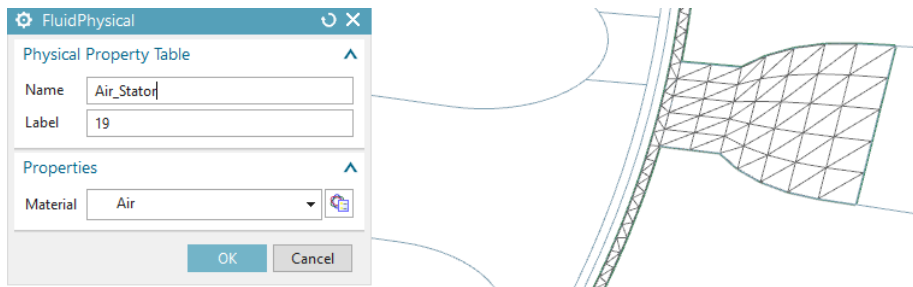 FluidPhysical
Physical Property Table
Name Air_Stator
Label 19
Properties
Material Air
OK Cancel